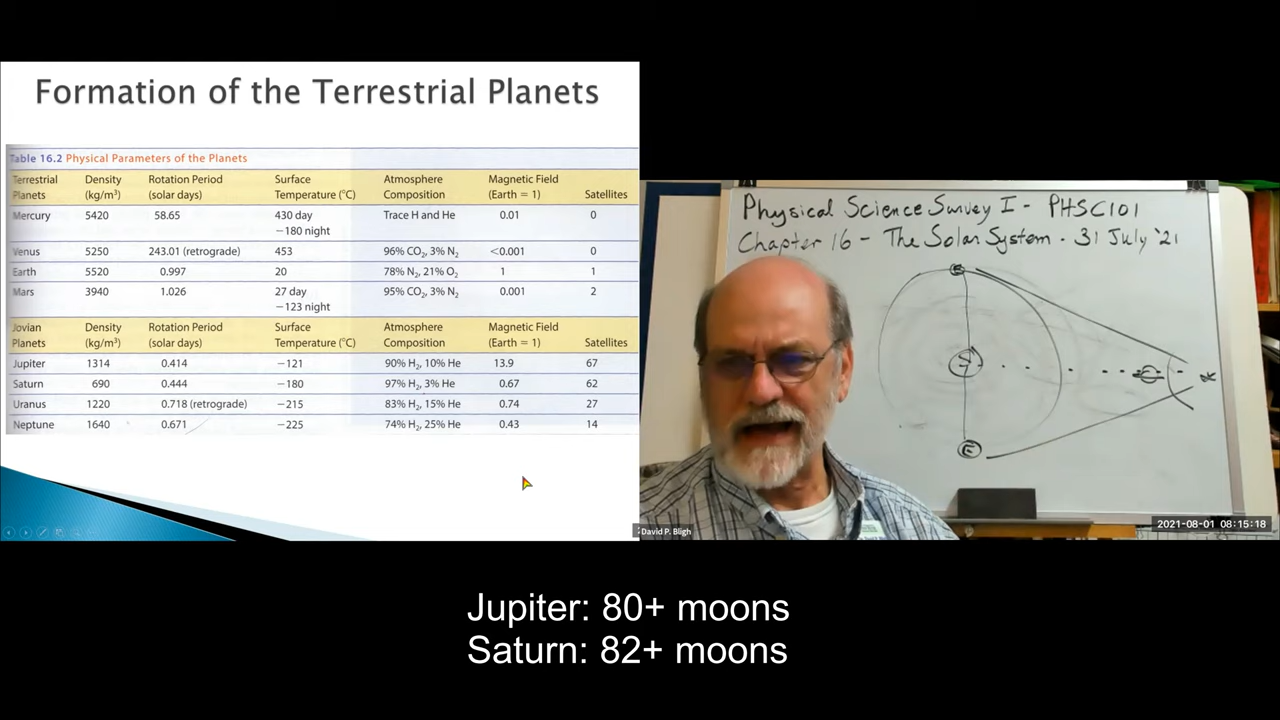 Formation of the Terrestrial Planets
Table 16.2 Physical Parameters of the Planets
Terrestrial Planets Density (kg/m³) Rotation Period (solar days) Surface Temperature (°C) Atmosphere Composition Magnetic Field (Earth = 1) Satellites
Mercury 5420 58.65 430 day −180 night Trace H and He 0.01 0
Venus 5250 243.01 (retrograde) 453 96% CO₂, 3% N₂ <0.001 0
Earth 5520 0.997 20 78% N₂, 21% O₂ 1 1
Mars 3940 1.026 27 day −123 night 95% CO₂, 3% N₂ 0.001 2
Jovian Planets Density (kg/m³) Rotation Period (solar days) Surface Temperature (°C) Atmosphere Composition Magnetic Field (Earth = 1) Satellites
Jupiter 1314 0.414 −121 90% H₂, 10% He 13.9 67
Saturn 690 0.444 −180 97% H₂, 3% He 0.67 62
Uranus 1220 0.718 (retrograde) −215 83% H₂, 15% He 0.74 27
Neptune 1640 0.671 −225 74% H₂, 25% He 0.43 14
Physical Science Survey I - PHSC101
Chapter 16 - The Solar System - 31 July '21
E
David P. Bligh
2021-08-01 08:15:18
Jupiter: 80+ moons
Saturn: 82+ moons